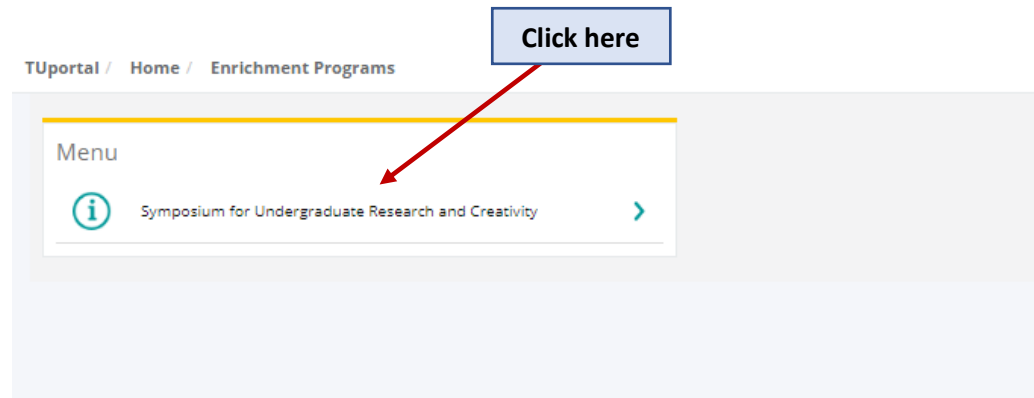 Click here
TUportal / Home / Enrichment Programs
Menu
Symposium for Undergraduate Research and Creativity